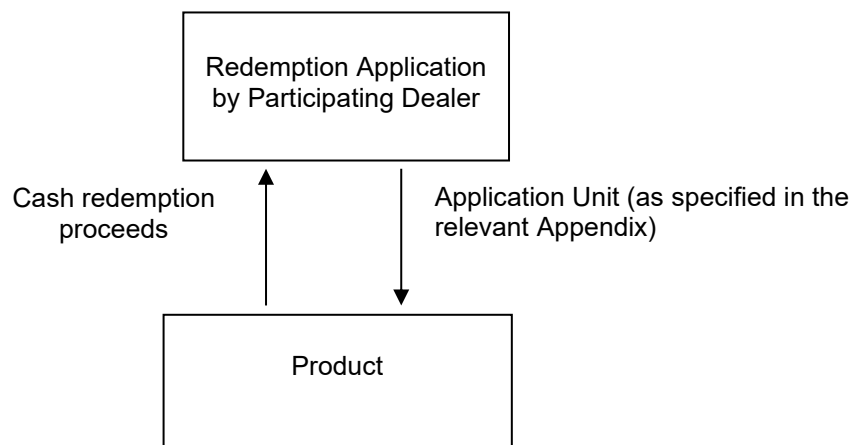 Redemption Application
by Participating Dealer
Cash redemption
proceeds
Application Unit (as specified in the
relevant Appendix)
Product